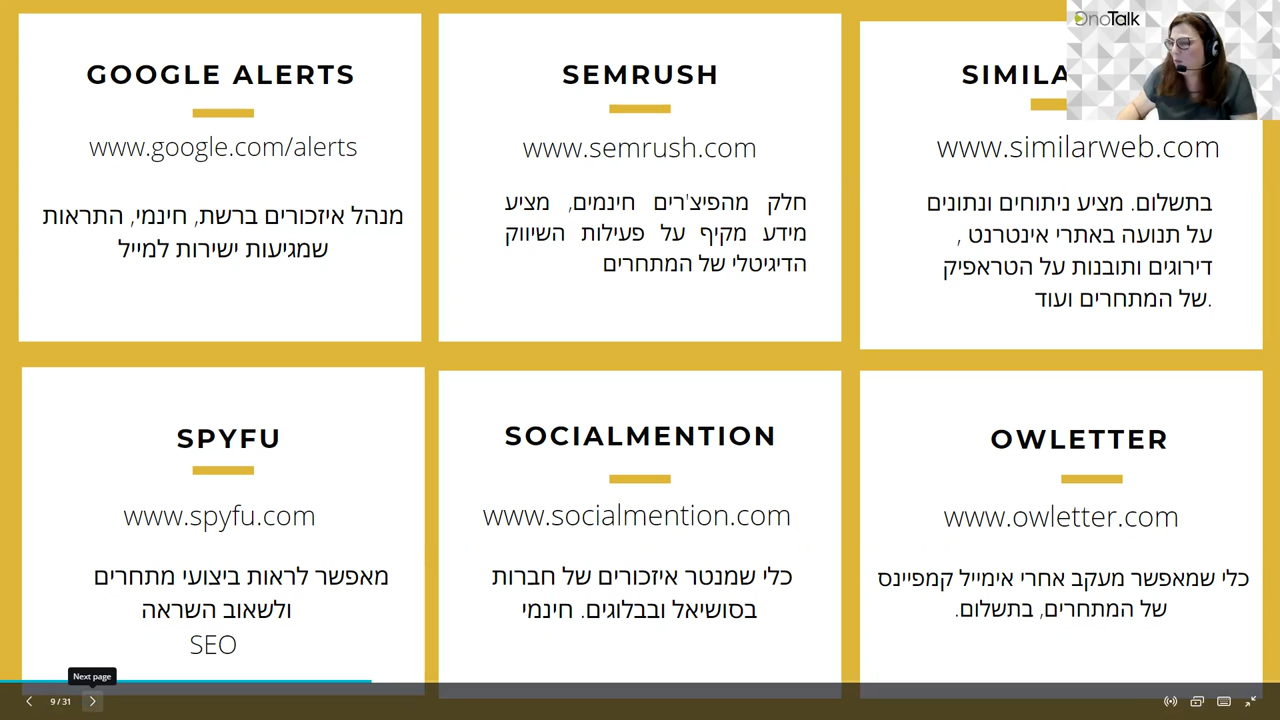 GOOGLE ALERTS
www.google.com/alerts
מנהל איזכורים ברשת, חינמי, התראות
שמגיעות ישירות למייל
SEMRUSH
www.semrush.com
חלק מהפיצ'רים חינמים, מציע
מידע מקיף על פעילות השיווק
הדיגיטלי של המתחרים
OnoTalk
SIMILA
www.similarweb.com
בתשלום. מציע ניתוחים ונתונים
על תנועה באתרי אינטרנט ,
דירוגים ותובנות על הטראפיק
של המתחרים ועוד.
SPYFU
www.spyfu.com
מאפשר לראות ביצועי מתחרים
ולשאוב השראה
SEO
SOCIALMENTION
www.socialmention.com
כלי שמנטר איזכורים של חברות
בסושיאל ובבלוגים. חינמי
OWLETTER
www.owletter.com
כלי שמאפשר מעקב אחרי אימייל קמפיינס
של המתחרים, בתשלום.
Next page
9 / 31